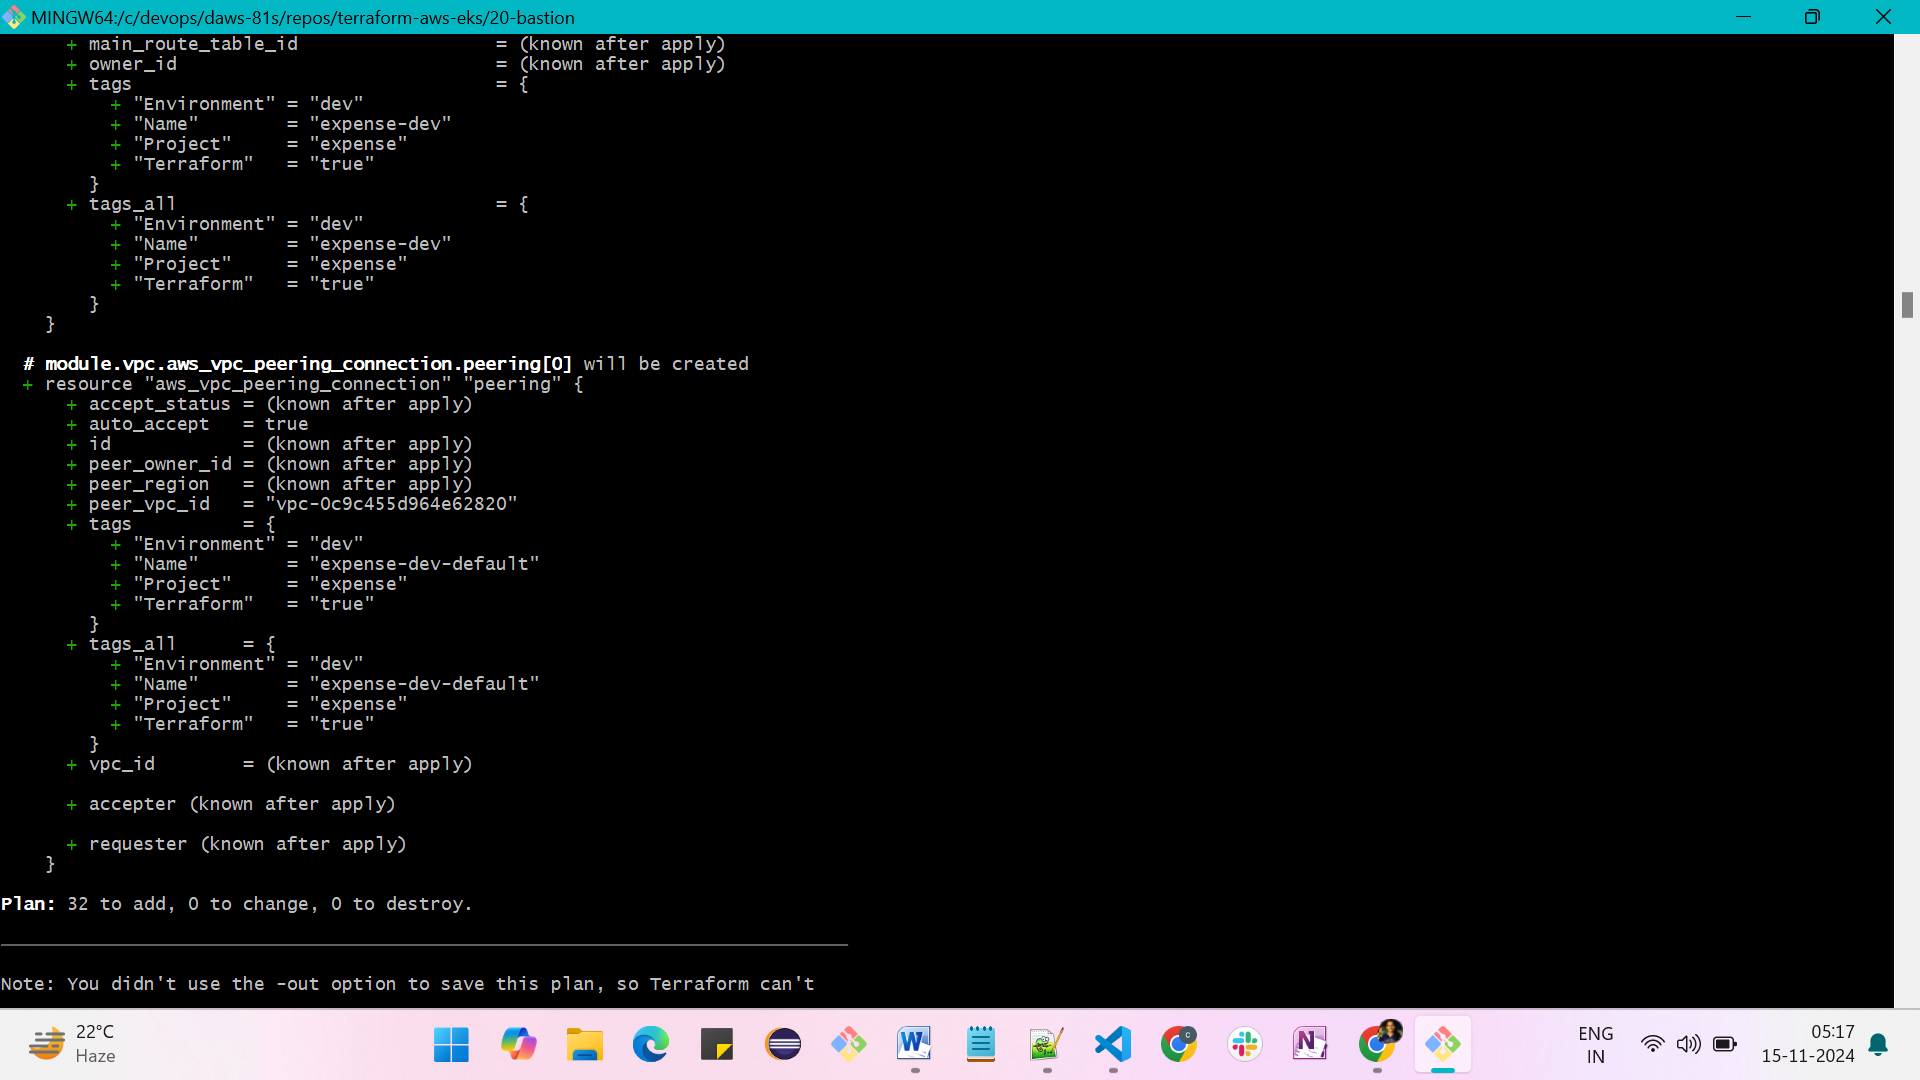 MINGW64:/c/devops/daws-81s/repos/terraform-aws-eks/20-bastion
      + main_route_table_id                  = (known after apply)
      + owner_id                             = (known after apply)
      + tags                                 = {
          + "Environment" = "dev"
          + "Name"        = "expense-dev"
          + "Project"     = "expense"
          + "Terraform"   = "true"
        }
      + tags_all                             = {
          + "Environment" = "dev"
          + "Name"        = "expense-dev"
          + "Project"     = "expense"
          + "Terraform"   = "true"
        }
    }
  # module.vpc.aws_vpc_peering_connection.peering[0] will be created
  + resource "aws_vpc_peering_connection" "peering" {
      + accept_status = (known after apply)
      + auto_accept   = true
      + id            = (known after apply)
      + peer_owner_id = (known after apply)
      + peer_region   = (known after apply)
      + peer_vpc_id   = "vpc-0c9c455d964e62820"
      + tags          = {
          + "Environment" = "dev"
          + "Name"        = "expense-dev-default"
          + "Project"     = "expense"
          + "Terraform"   = "true"
        }
      + tags_all      = {
          + "Environment" = "dev"
          + "Name"        = "expense-dev-default"
          + "Project"     = "expense"
          + "Terraform"   = "true"
        }
      + vpc_id        = (known after apply)
      + accepter (known after apply)
      + requester (known after apply)
    }
Plan: 32 to add, 0 to change, 0 to destroy.
Note: You didn't use the -out option to save this plan, so Terraform can't
22°C
Haze
ENG
IN
05:17
15-11-2024